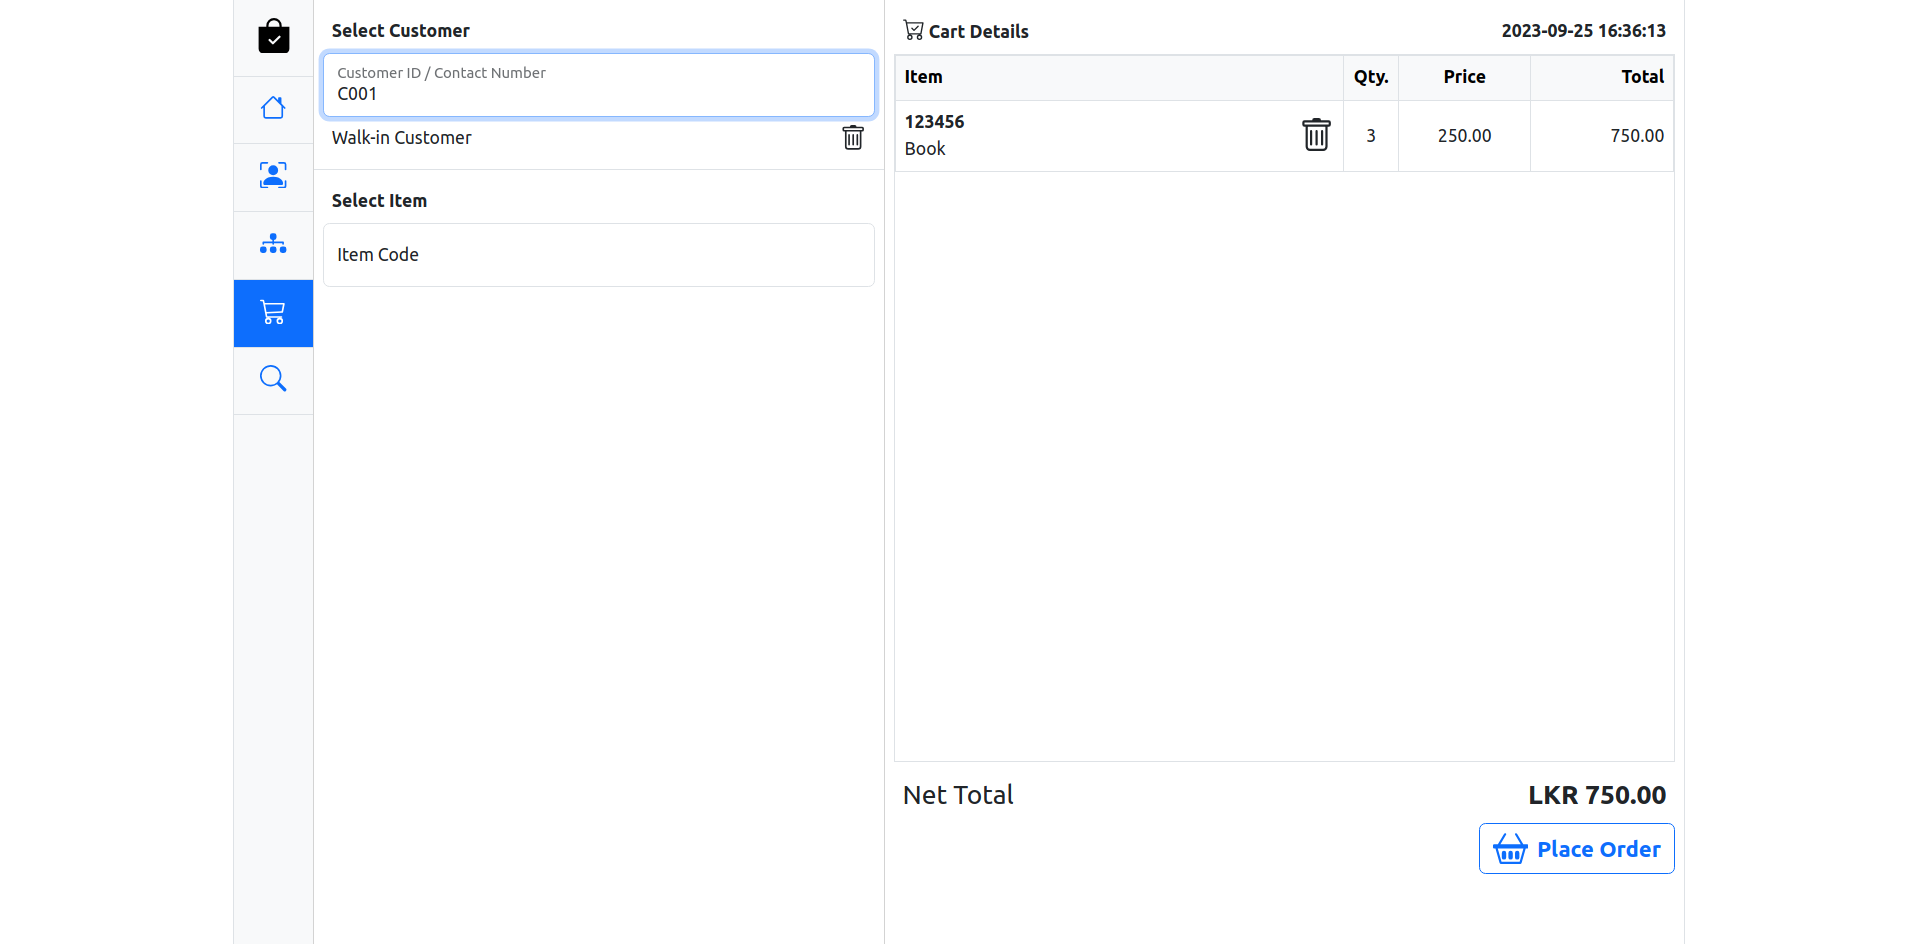 Select Customer
Customer ID / Contact Number
C001
Walk-in Customer
Select Item
Item Code
Cart Details 2023-09-25 16:36:13
Item Qty. Price Total
123456
Book 3 250.00 750.00
Net Total LKR 750.00
Place Order